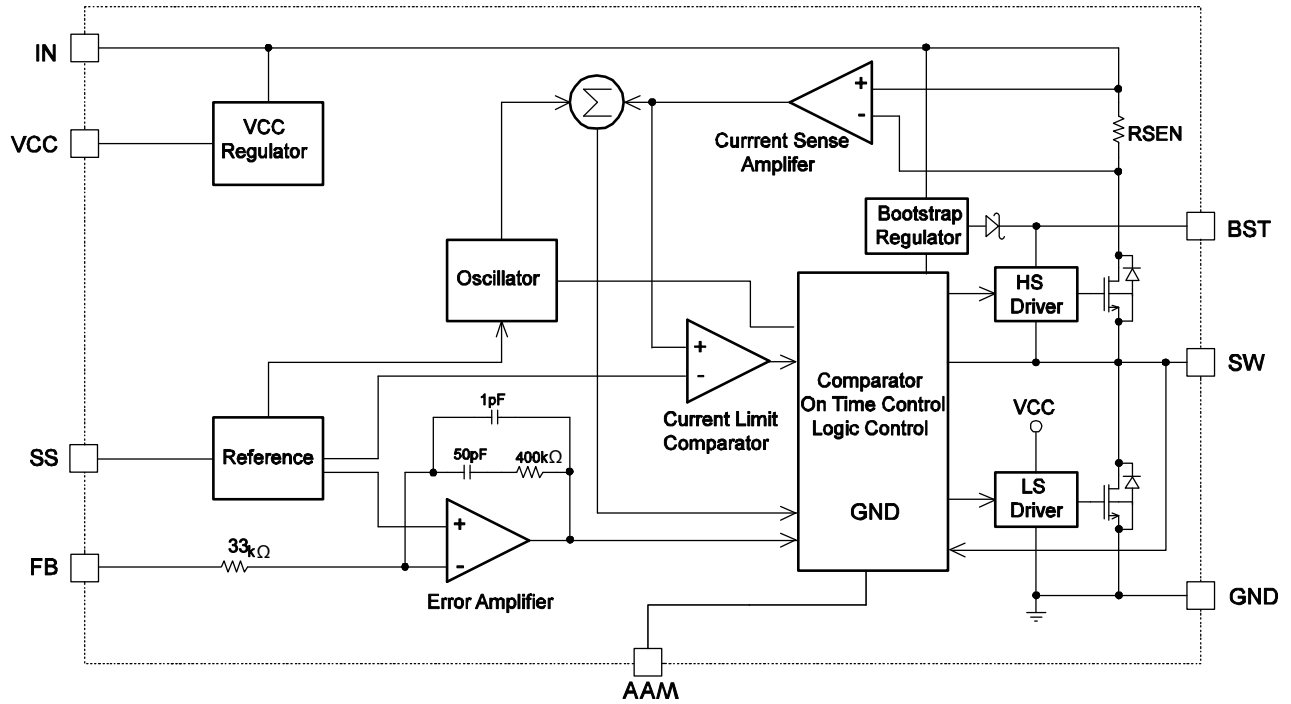 IN
VCC
VCC
Regulator
Σ
+
-
Currrent Sense
Amplifer
RSEN
Bootstrap
Regulator
BST
Oscillator
HS
Driver
+
-
Current Limit
Comparator
Comparator
On Time Control
Logic Control
GND
SW
VCC
1pF
50pF
400kΩ
SS
Reference
LS
Driver
+
-
33kΩ
FB
Error Amplifier
GND
AAM